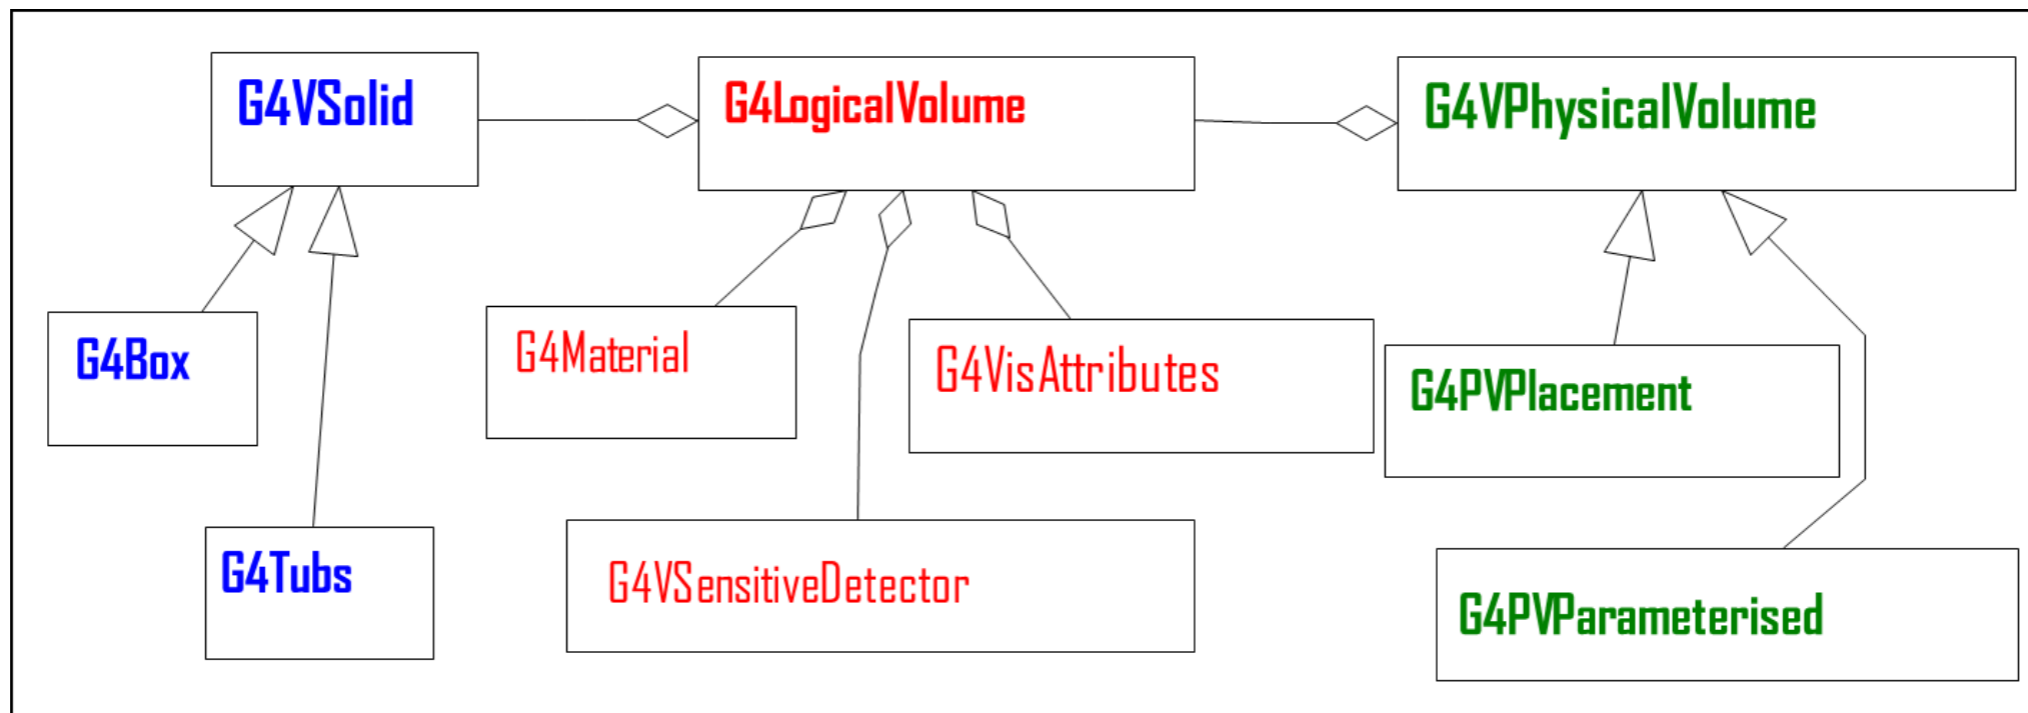 G4VSolid
G4LogicalVolume
G4VPhysicalVolume
G4Box
G4Material
G4VisAttributes
G4PVPlacement
G4Tubs
G4VSensitiveDetector
G4PVParameterised